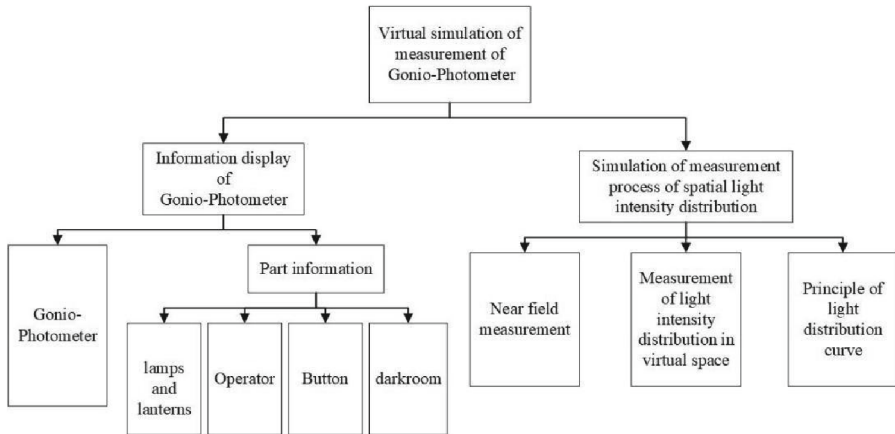 Virtual simulation of
measurement of
Gonio-Photometer
Information display
of
Gonio-Photometer
Simulation of measurement
process of spatial light
intensity distribution
Gonio-
Photometer
Part information
lamps
and
lanterns
Operator
Button
darkroom
Near field
measurement
Measurement
of light
intensity
distribution in
virtual space
Principle of
light
distribution
curve